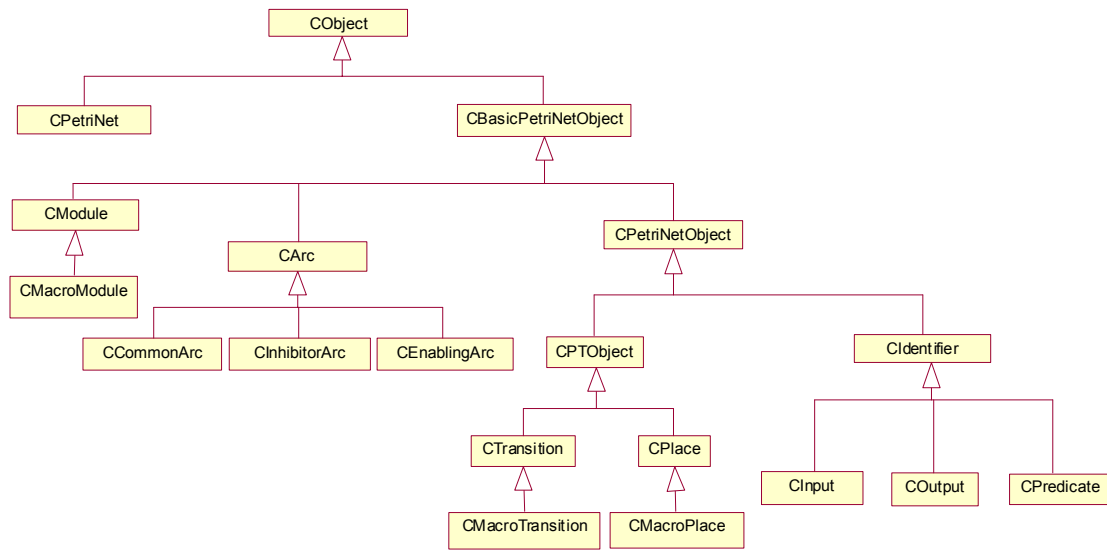 CObject
CPetriNet
CBasicPetriNetObject
CModule
CPetriNetObject
CArc
CMacroModule
CCommonArc
CInhibitorArc
CEnablingArc
CPTObject
CIdentifier
CTransition
CPlace
CInput
COutput
CPredicate
CMacroTransition
CMacroPlace